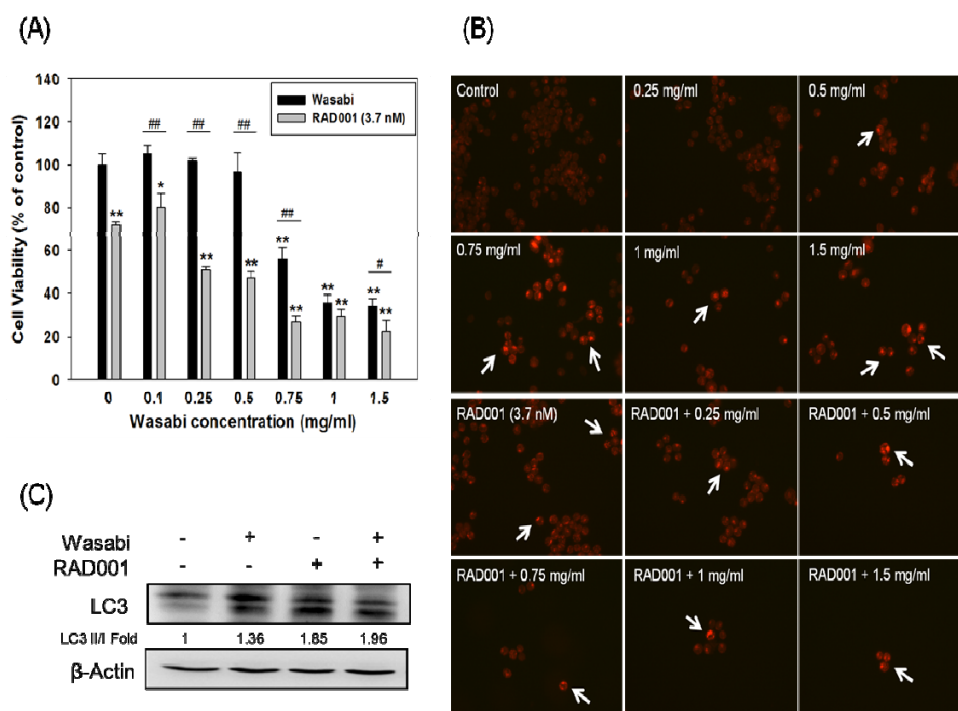 (A)
140
120
100
80
60
40
20
0
Cell Viability (% of control)
Wasabi
RAD001 (3.7 nM)
##
##
##
##
#
**
*
**
**
**
**
**
**
**
**
0
0.1
0.25
0.5
0.75
1
1.5
Wasabi concentration (mg/ml)
(B)
Control
0.25 mg/ml
0.5 mg/ml
0.75 mg/ml
1 mg/ml
1.5 mg/ml
RAD001 (3.7 nM)
RAD001 + 0.25 mg/ml
RAD001 + 0.5 mg/ml
RAD001 + 0.75 mg/ml
RAD001 + 1 mg/ml
RAD001 + 1.5 mg/ml
(C)
Wasabi - + - +
RAD001 - - + +
LC3
LC3 II/I Fold 1 1.36 1.85 1.96
β-Actin